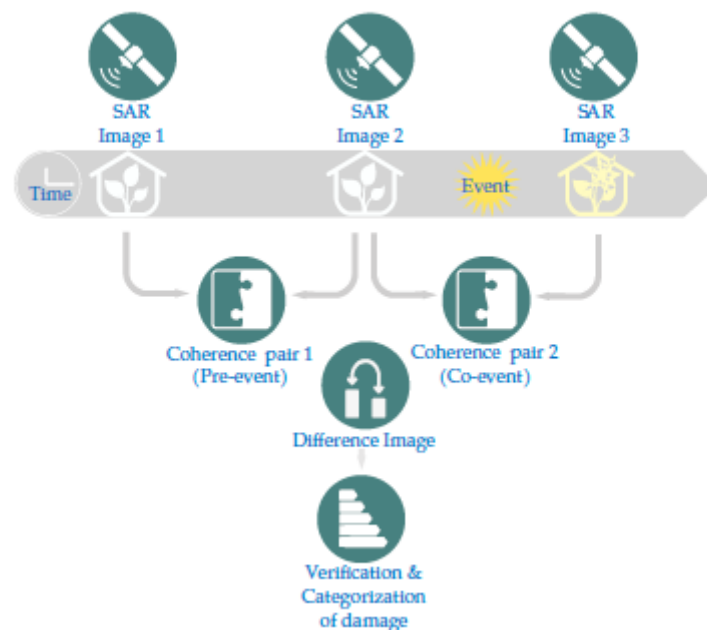 SAR
Image 1
SAR
Image 2
SAR
Image 3
Time
Event
Coherence pair 1
(Pre-event)
Coherence pair 2
(Co-event)
Difference Image
Verification &
Categorization
of damage